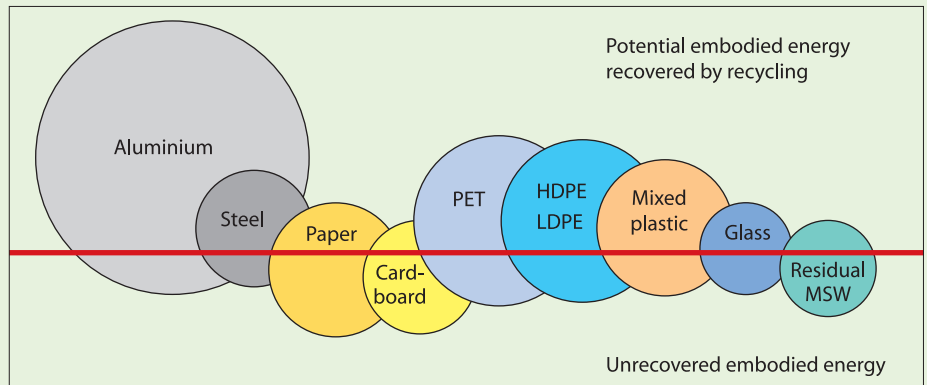 Potential embodied energy
recovered by recycling
Aluminium
Steel
Paper
Card-
board
PET
HDPE
LDPE
Mixed
plastic
Glass
Residual
MSW
Unrecovered embodied energy